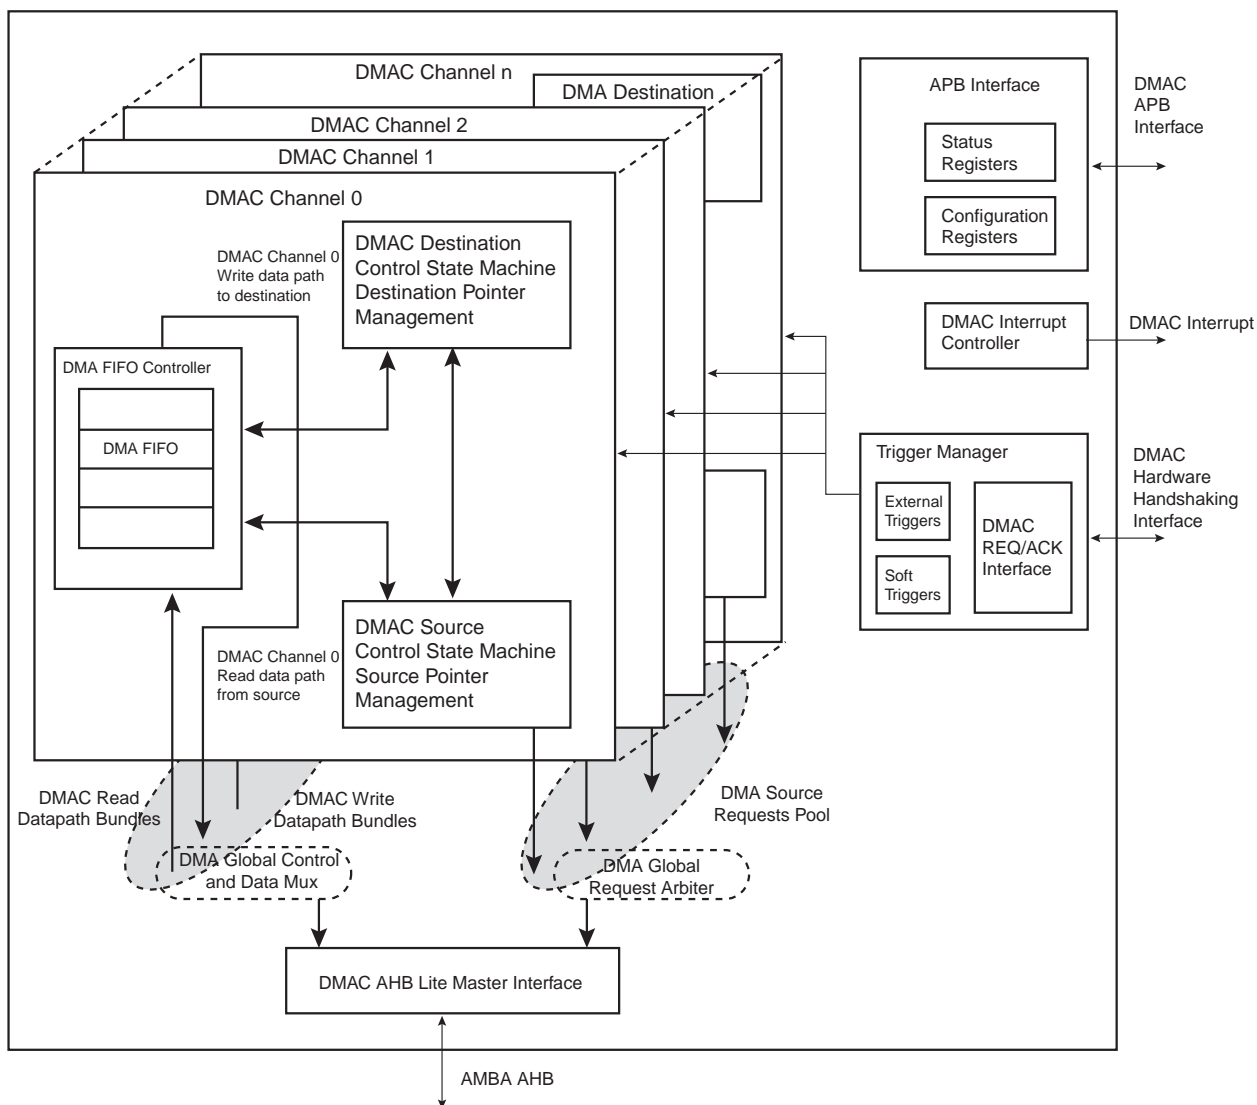 DMAC Channel n
DMA Destination
DMAC Channel 2
DMAC Channel 1
DMAC Channel 0
DMAC Destination
Control State Machine
Destination Pointer
Management
DMAC Channel 0
Write data path
to destination
DMA FIFO Controller
DMA FIFO
DMAC Source
Control State Machine
Source Pointer
Management
DMAC Channel 0
Read data path
from source
APB Interface
Status
Registers
Configuration
Registers
DMAC
APB
Interface
DMAC Interrupt
Controller
DMAC Interrupt
Trigger Manager
External
Triggers
Soft
Triggers
DMAC
REQ/ACK
Interface
DMAC
Hardware
Handshaking
Interface
DMAC Read
Datapath Bundles
DMAC Write
Datapath Bundles
DMA Source
Requests Pool
DMA Global Control
and Data Mux
DMA Global
Request Arbiter
DMAC AHB Lite Master Interface
AMBA AHB